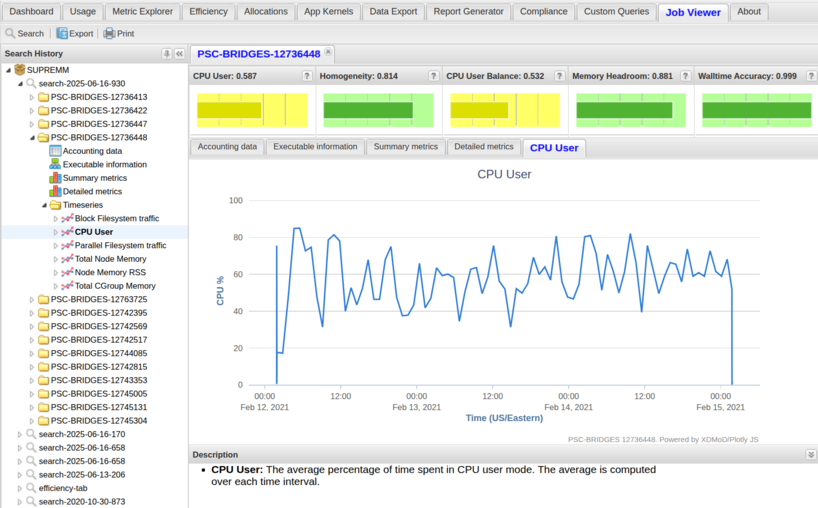 Dashboard Usage Metric Explorer Efficiency Allocations App Kernels Data Export Report Generator Compliance Custom Queries Job Viewer About
Search Export Print
Search History
SUPREMM
search-2025-06-16-930
PSC-BRIDGES-12736413
PSC-BRIDGES-12736422
PSC-BRIDGES-12736447
PSC-BRIDGES-12736448
Accounting data
Executable information
Summary metrics
Detailed metrics
Timeseries
Block Filesystem traffic
CPU User
Parallel Filesystem traffic
Total Node Memory
Node Memory RSS
Total CGroup Memory
PSC-BRIDGES-12763725
PSC-BRIDGES-12742395
PSC-BRIDGES-12742569
PSC-BRIDGES-12742517
PSC-BRIDGES-12744085
PSC-BRIDGES-12742815
PSC-BRIDGES-12743353
PSC-BRIDGES-12745005
PSC-BRIDGES-12745131
PSC-BRIDGES-12745304
search-2025-06-16-170
search-2025-06-16-658
search-2025-06-16-658
search-2025-06-13-206
efficiency-tab
search-2020-10-30-873
PSC-BRIDGES-12736448
CPU User: 0.587 ? Homogeneity: 0.814 ? CPU User Balance: 0.532 ? Memory Headroom: 0.881 ? Walltime Accuracy: 0.999 ?
Accounting data Executable information Summary metrics Detailed metrics CPU User
CPU User
100
80
60
40
20
0
CPU %
00:00 12:00 00:00 12:00 00:00 12:00 00:00
Feb 12, 2021 Feb 13, 2021 Feb 14, 2021 Feb 15, 2021
Time (US/Eastern)
PSC-BRIDGES 12736448. Powered by XDMoD/Plotly JS
Description
CPU User: The average percentage of time spent in CPU user mode. The average is computed
over each time interval.